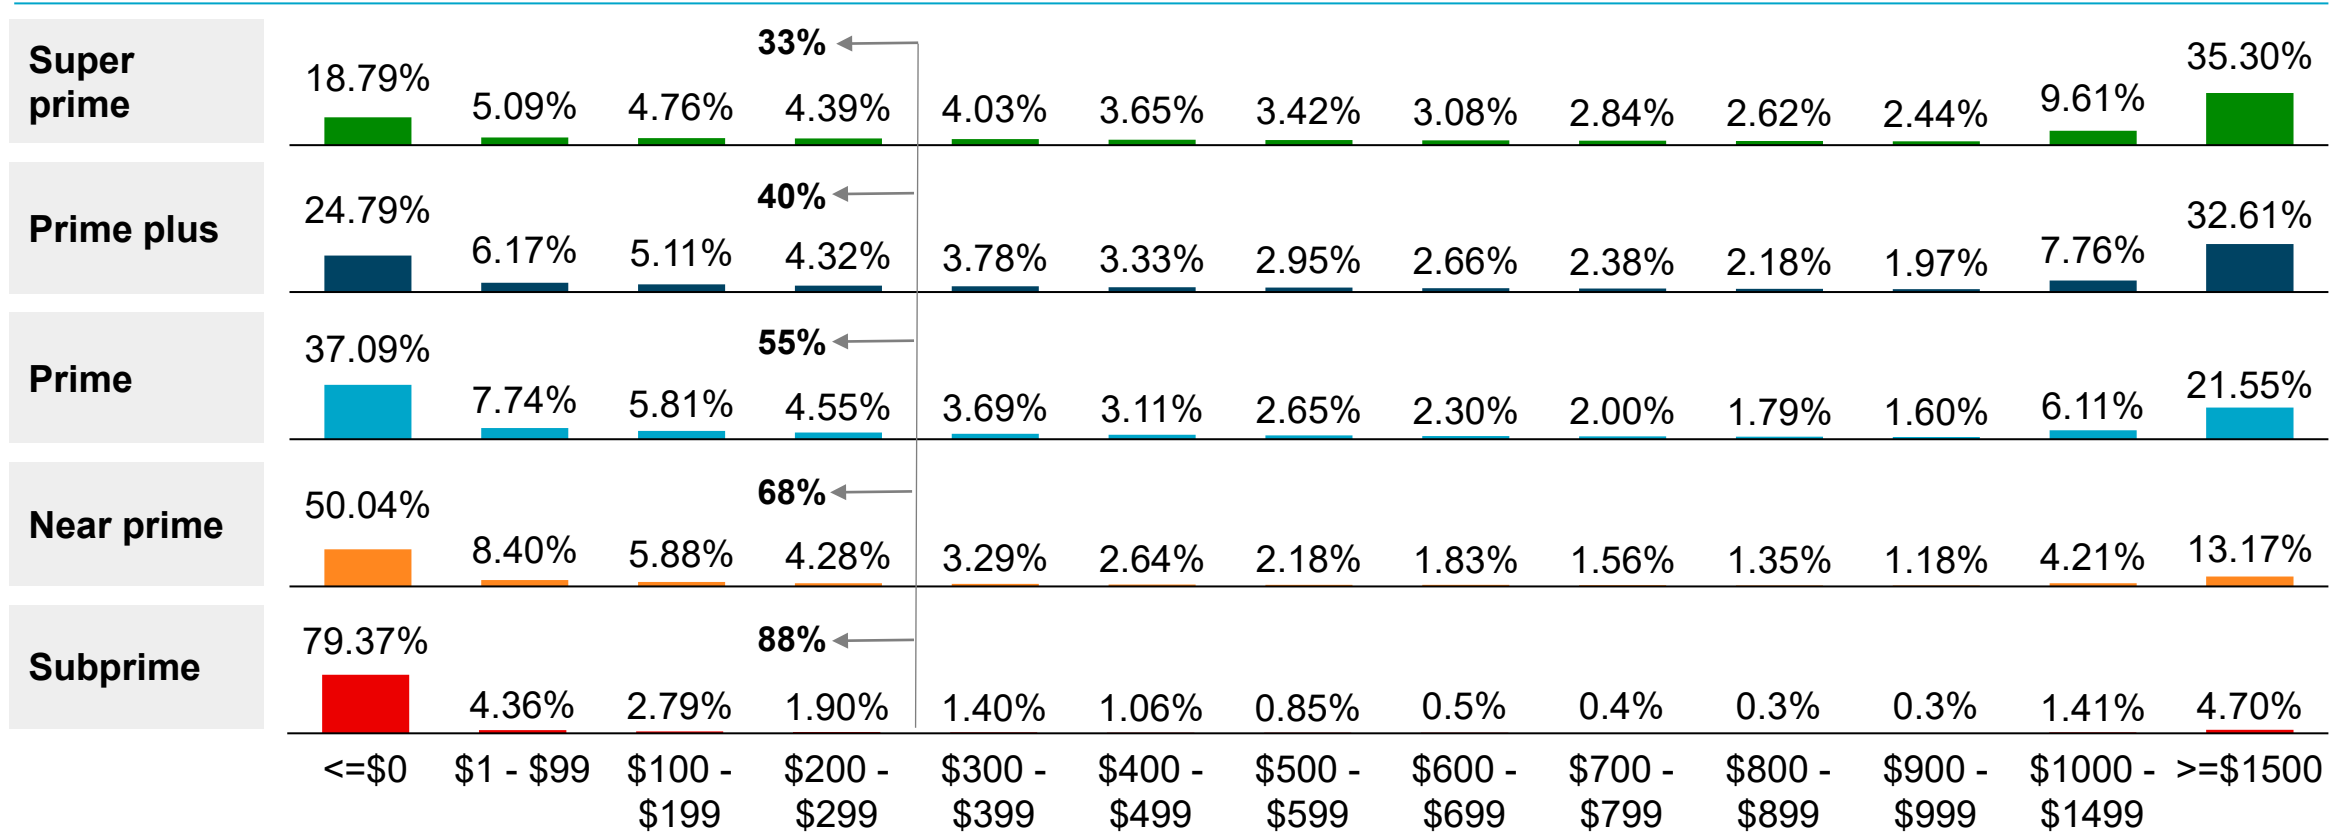 Super
prime
33%
18.79% 5.09% 4.76% 4.39% 4.03% 3.65% 3.42% 3.08% 2.84% 2.62% 2.44% 9.61% 35.30%
Prime plus
40%
24.79% 6.17% 5.11% 4.32% 3.78% 3.33% 2.95% 2.66% 2.38% 2.18% 1.97% 7.76% 32.61%
Prime
55%
37.09% 7.74% 5.81% 4.55% 3.69% 3.11% 2.65% 2.30% 2.00% 1.79% 1.60% 6.11% 21.55%
Near prime
68%
50.04% 8.40% 5.88% 4.28% 3.29% 2.64% 2.18% 1.83% 1.56% 1.35% 1.18% 4.21% 13.17%
Subprime
88%
79.37% 4.36% 2.79% 1.90% 1.40% 1.06% 0.85% 0.5% 0.4% 0.3% 0.3% 1.41% 4.70%
<=$0 $1 - $99 $100 - $200 - $300 - $400 - $500 - $600 - $700 - $800 - $900 - $1000 - >=$1500
$199 $299 $399 $499 $599 $699 $799 $899 $999 $1499